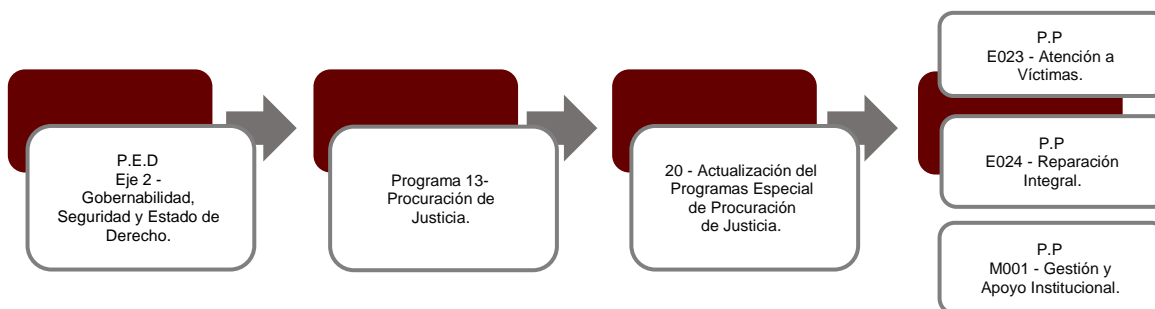 P.E.D
Eje 2 -
Gobernabilidad,
Seguridad y Estado de
Derecho.
Programa 13-
Procuración de
Justicia.
20 - Actualización del
Programas Especial
de Procuración
de Justicia.
P.P
E023 - Atención a
Víctimas.
P.P
E024 - Reparación
Integral.
P.P
M001 - Gestión y
Apoyo Institucional.